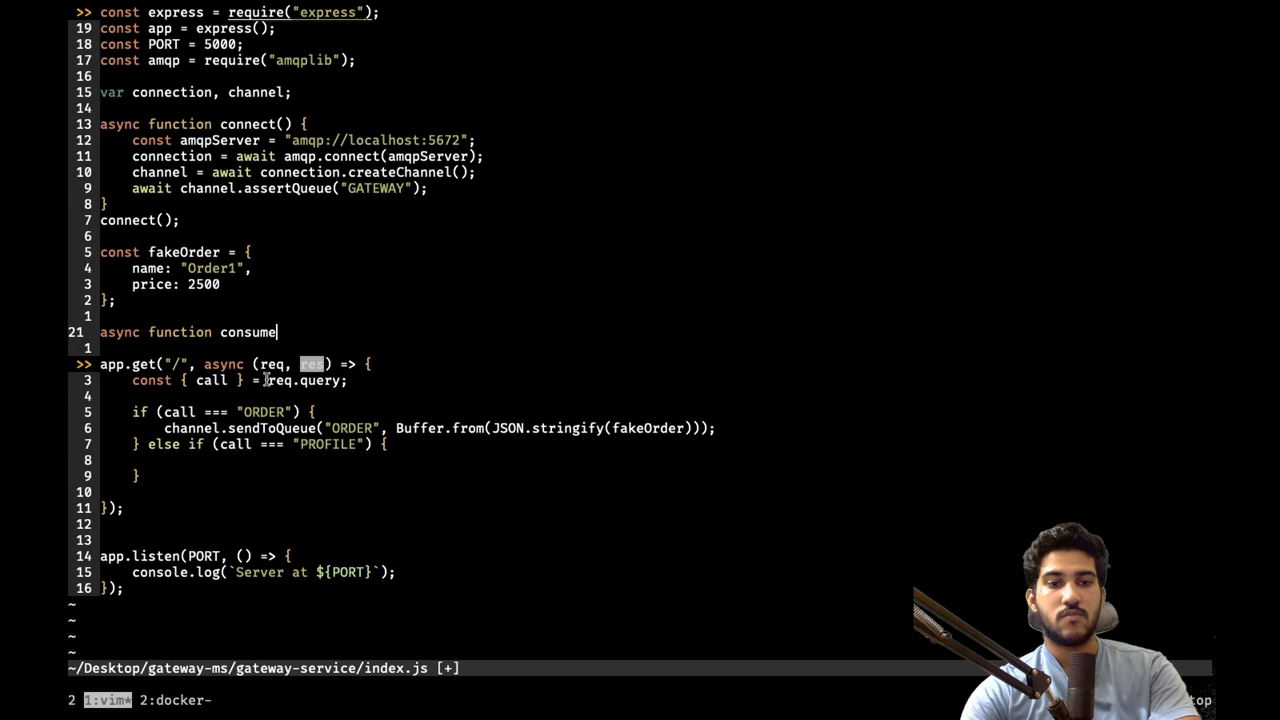 >> const express = require("express");
19 const app = express();
18 const PORT = 5000;
17 const amqp = require("amqplib");
16
15 var connection, channel;
14
13 async function connect() {
12     const amqpServer = "amqp://localhost:5672";
11     connection = await amqp.connect(amqpServer);
10     channel = await connection.createChannel();
9     await channel.assertQueue("GATEWAY");
8 }
7 connect();
6
5 const fakeOrder = {
4     name: "Order1",
3     price: 2500
2 };
1
21 async function consume
1
>> app.get("/", async (req, res) => {
3     const { call } = req.query;
4
5     if (call === "ORDER") {
6         channel.sendToQueue("ORDER", Buffer.from(JSON.stringify(fakeOrder)));
7     } else if (call === "PROFILE") {
8
9     }
10
11 });
12
13
14 app.listen(PORT, () => {
15     console.log(`Server at ${PORT}`);
16 });
~
~
~
~
~/Desktop/gateway-ms/gateway-service/index.js [+]
2 1:vim* 2:docker- top